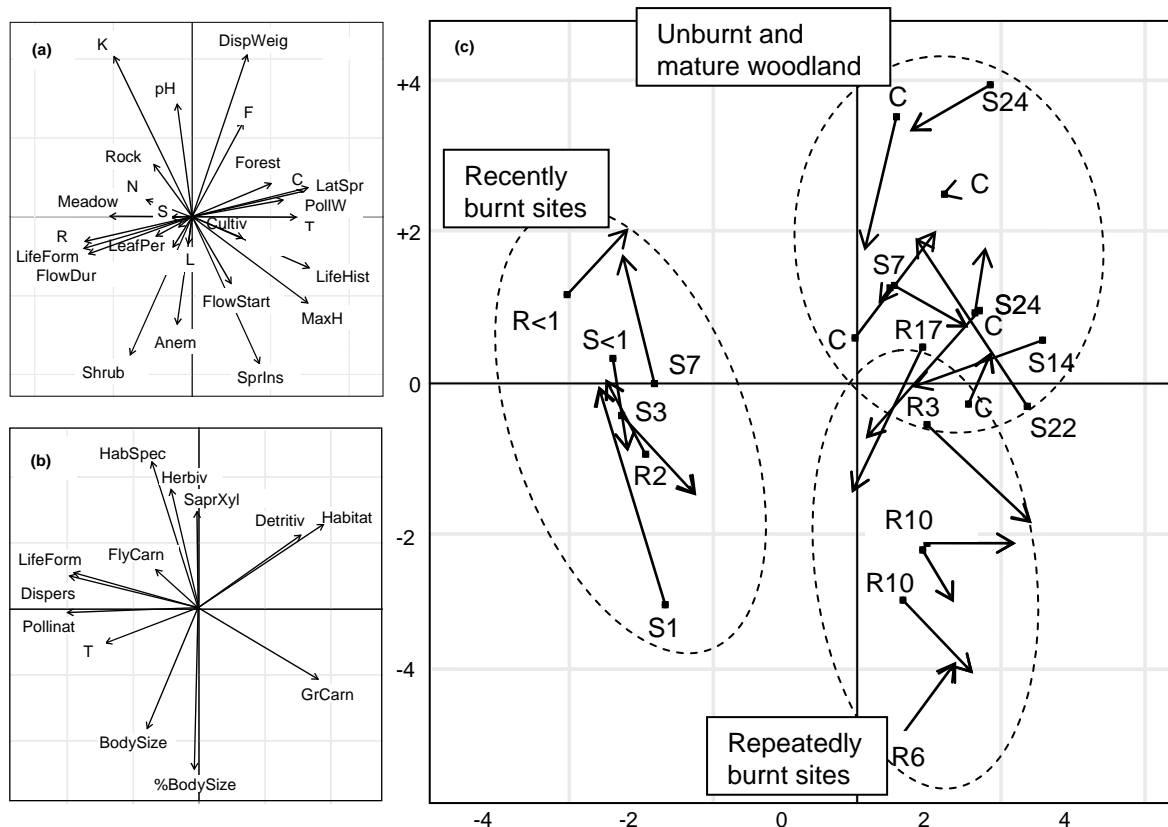 (a)
K
DispWeig
pH
F
Rock
Forest
N
C
LatSpr
Meadow
S
PollW
Cultiv
T
R
LeafPer
LifeForm
L
LifeHist
FlowDur
FlowStart
MaxH
Anem
Shrub
SprIns
(b)
HabSpec
Herbiv
SaprXyl
Detritiv
Habitat
LifeForm
FlyCarn
Dispers
Pollinat
T
GrCarn
BodySize
%BodySize
(c)
Unburnt and
mature woodland
+4
C
S24
Recently
burnt sites
C
+2
S7
S24
R<1
R17
C
S<1
C
S7
S14
0
S3
R3
C
S22
R2
R10
-2
R10
S1
-4
Repeatedly
burnt sites
R6
-4
-2
0
2
4